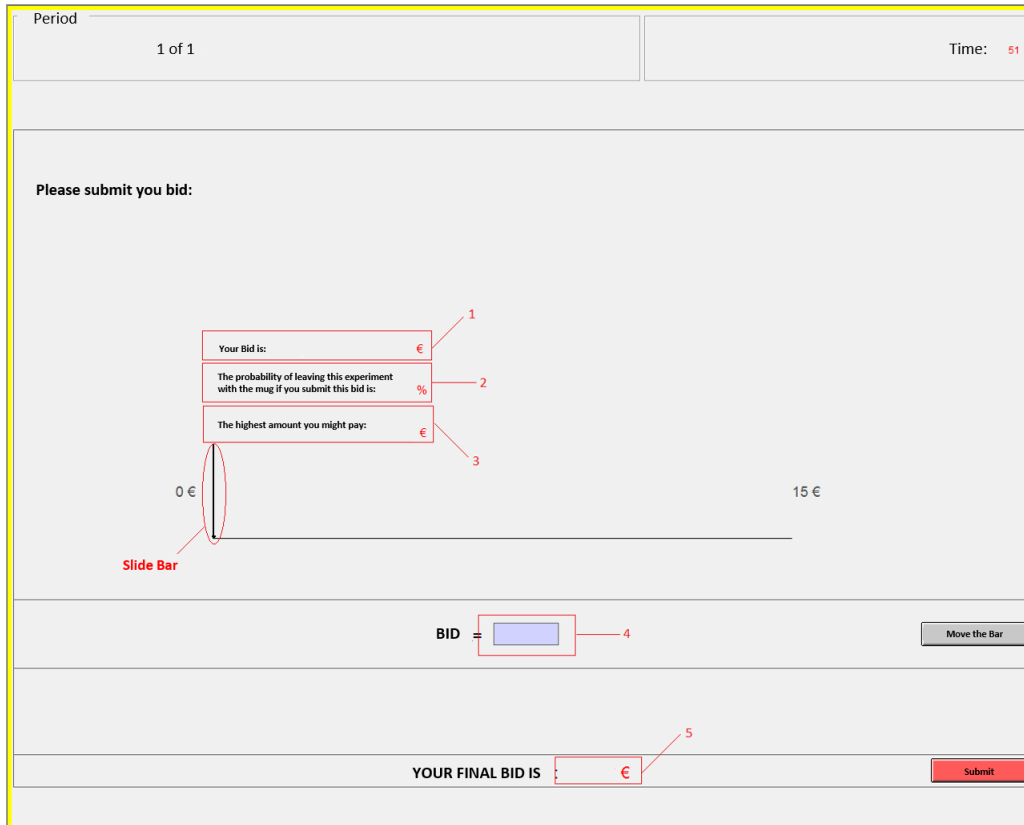 Period
1 of 1
Time: 51
Please submit you bid:
1
Your Bid is: €
The probability of leaving this experiment
with the mug if you submit this bid is: %
2
The highest amount you might pay: €
3
0 €
15 €
Slide Bar
BID =
4
Move the Bar
5
YOUR FINAL BID IS : €
Submit